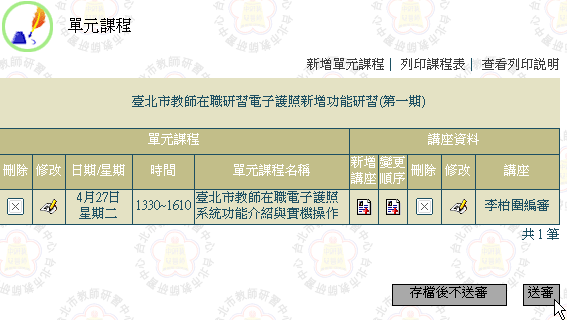 單元課程
新增單元課程｜ 列印課程表｜ 查看列印說明
臺北市教師在職研習電子護照新增功能研習(第一期)
單元課程 講座資料
刪除 修改 日期/星期 時間 單元課程名稱 新增講座 變更順序 刪除 修改 講座
4月27日 星期二 1330~1610 臺北市教師在職電子護照系統功能介紹與實機操作 李柏圍編審
共 1 筆
存檔後不送審 送審